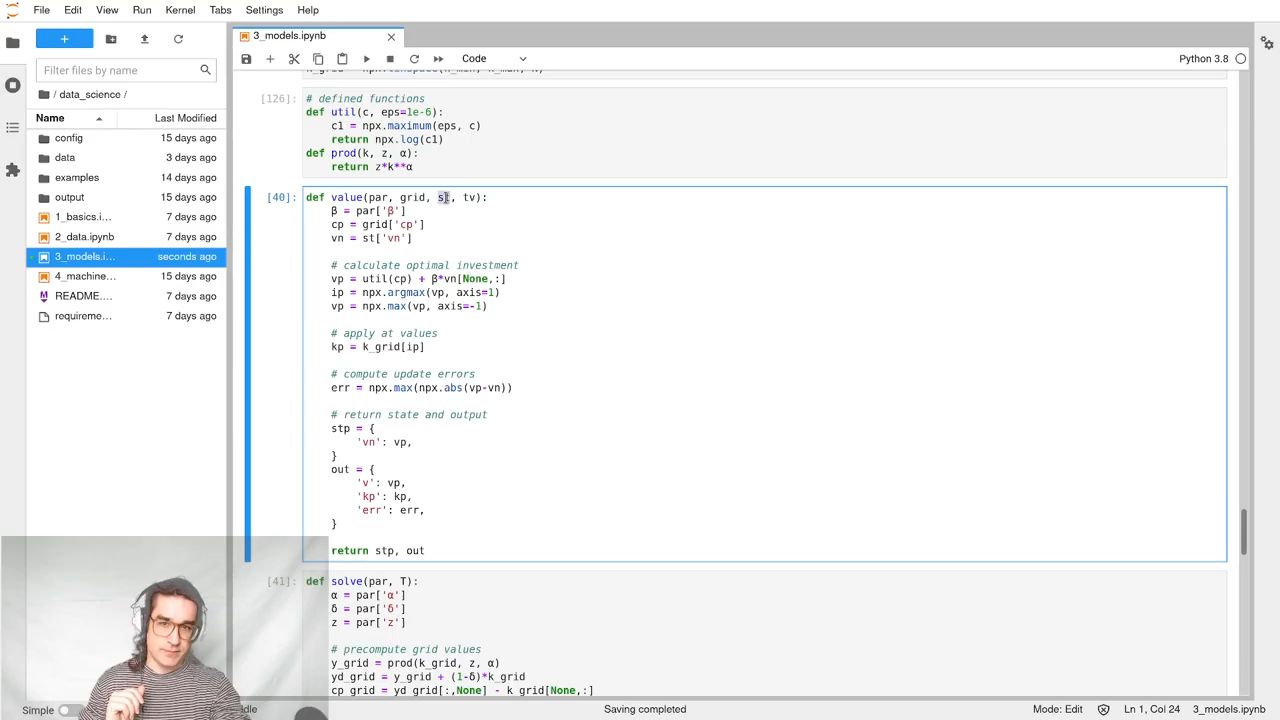 File Edit View Run Kernel Tabs Settings Help
3_models.ipynb
Code
Python 3.8
Filter files by name
/ data_science /
Name Last Modified
config 15 days ago
data 3 days ago
examples 14 days ago
output 15 days ago
1_basics.i… 7 days ago
2_data.ipynb 7 days ago
3_models.i… seconds ago
4_machine… 15 days ago
README.… 7 days ago
requireme… 7 days ago
[126]: # defined functions
def util(c, eps=1e-6):
    c1 = npx.maximum(eps, c)
    return npx.log(c1)
def prod(k, z, α):
    return z*k**α
[40]: def value(par, grid, st, tv):
    β = par['β']
    cp = grid['cp']
    vn = st['vn']
    # calculate optimal investment
    vp = util(cp) + β*vn[None,:]
    ip = npx.argmax(vp, axis=1)
    vp = npx.max(vp, axis=-1)
    # apply at values
    kp = k_grid[ip]
    # compute update errors
    err = npx.max(npx.abs(vp-vn))
    # return state and output
    stp = {
        'vn': vp,
    }
    out = {
        'v': vp,
        'kp': kp,
        'err': err,
    }
    return stp, out
[41]: def solve(par, T):
    α = par['α']
    δ = par['δ']
    z = par['z']
    # precompute grid values
    y_grid = prod(k_grid, z, α)
    yd_grid = y_grid + (1-δ)*k_grid
    cp_grid = yd_grid[:,None] - k_grid[None,:]
Simple
Saving completed
Mode: Edit
Ln 1, Col 24
3_models.ipynb